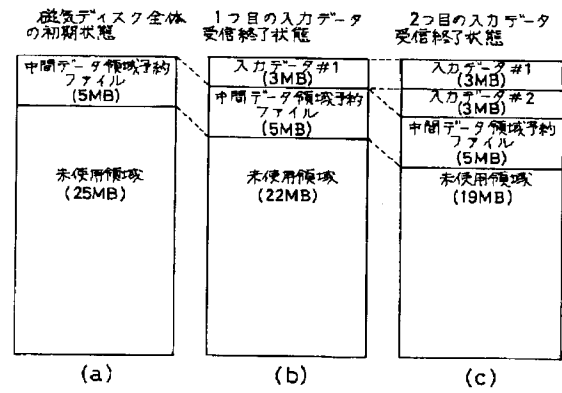 磁気ディスク全体
の初期状態
1つ目の入力データ
受信終了状態
2つ目の入力データ
受信終了状態
中間データ領域予約
ファイル
(5MB)
未使用領域
(25MB)
入力データ#1
(3MB)
中間データ領域予約
ファイル
(5MB)
未使用領域
(22MB)
入力データ#1
(3MB)
入力データ#2
(3MB)
中間データ領域予約
ファイル
(5MB)
未使用領域
(19MB)
(a)
(b)
(c)